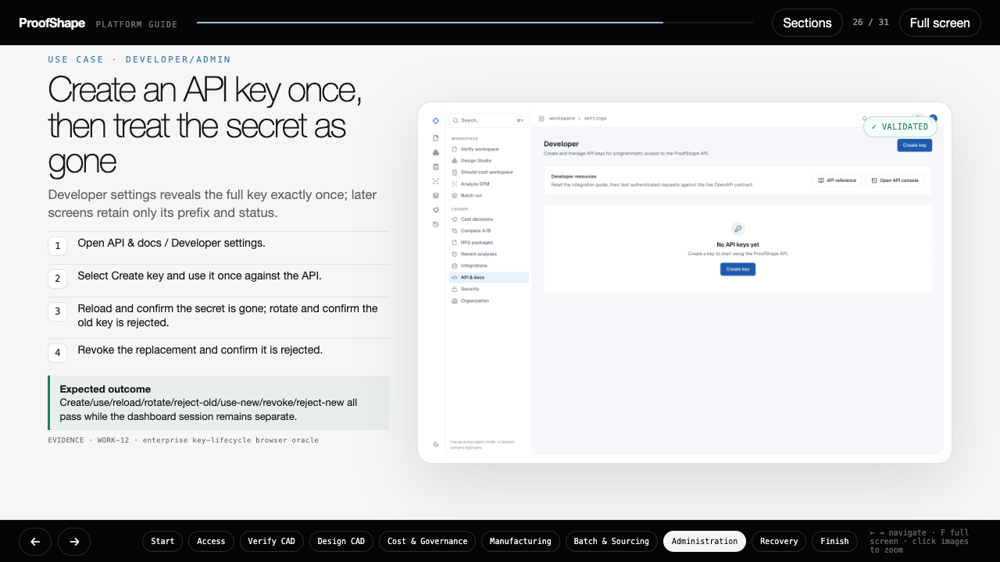 ProofShape PLATFORM GUIDE
Sections
26 / 31
Full screen
USE CASE · DEVELOPER/ADMIN
Create an API key once,
then treat the secret as
gone
Developer settings reveals the full key exactly once; later
screens retain only its prefix and status.
1 Open API & docs / Developer settings.
2 Select Create key and use it once against the API.
3 Reload and confirm the secret is gone; rotate and confirm the
old key is rejected.
4 Revoke the replacement and confirm it is rejected.
Expected outcome
Create/use/reload/rotate/reject-old/use-new/revoke/reject-new all
pass while the dashboard session remains separate.
EVIDENCE · WORK-12 · enterprise key-lifecycle browser oracle
Search...
WORKSPACE
Verify workspace
Design Studio
Should-cost workspace
Analyze DFM
Batch run
LEDGER
Cost decisions
Compare A/B
RFQ packages
Recent analyses
Integrations
API & docs
Security
Organization
workspace > settings
✓ VALIDATED
Developer
Create and manage API keys for programmatic access to the ProofShape API.
Create key
Developer resources
Read the integration guide, then test authenticated requests against the live OpenAPI contract.
API reference
Open API console
No API keys yet
Create a key to start using the ProofShape API.
Create key
← → navigate · F full
screen · click images
to zoom
Start
Access
Verify CAD
Design CAD
Cost & Governance
Manufacturing
Batch & Sourcing
Administration
Recovery
Finish